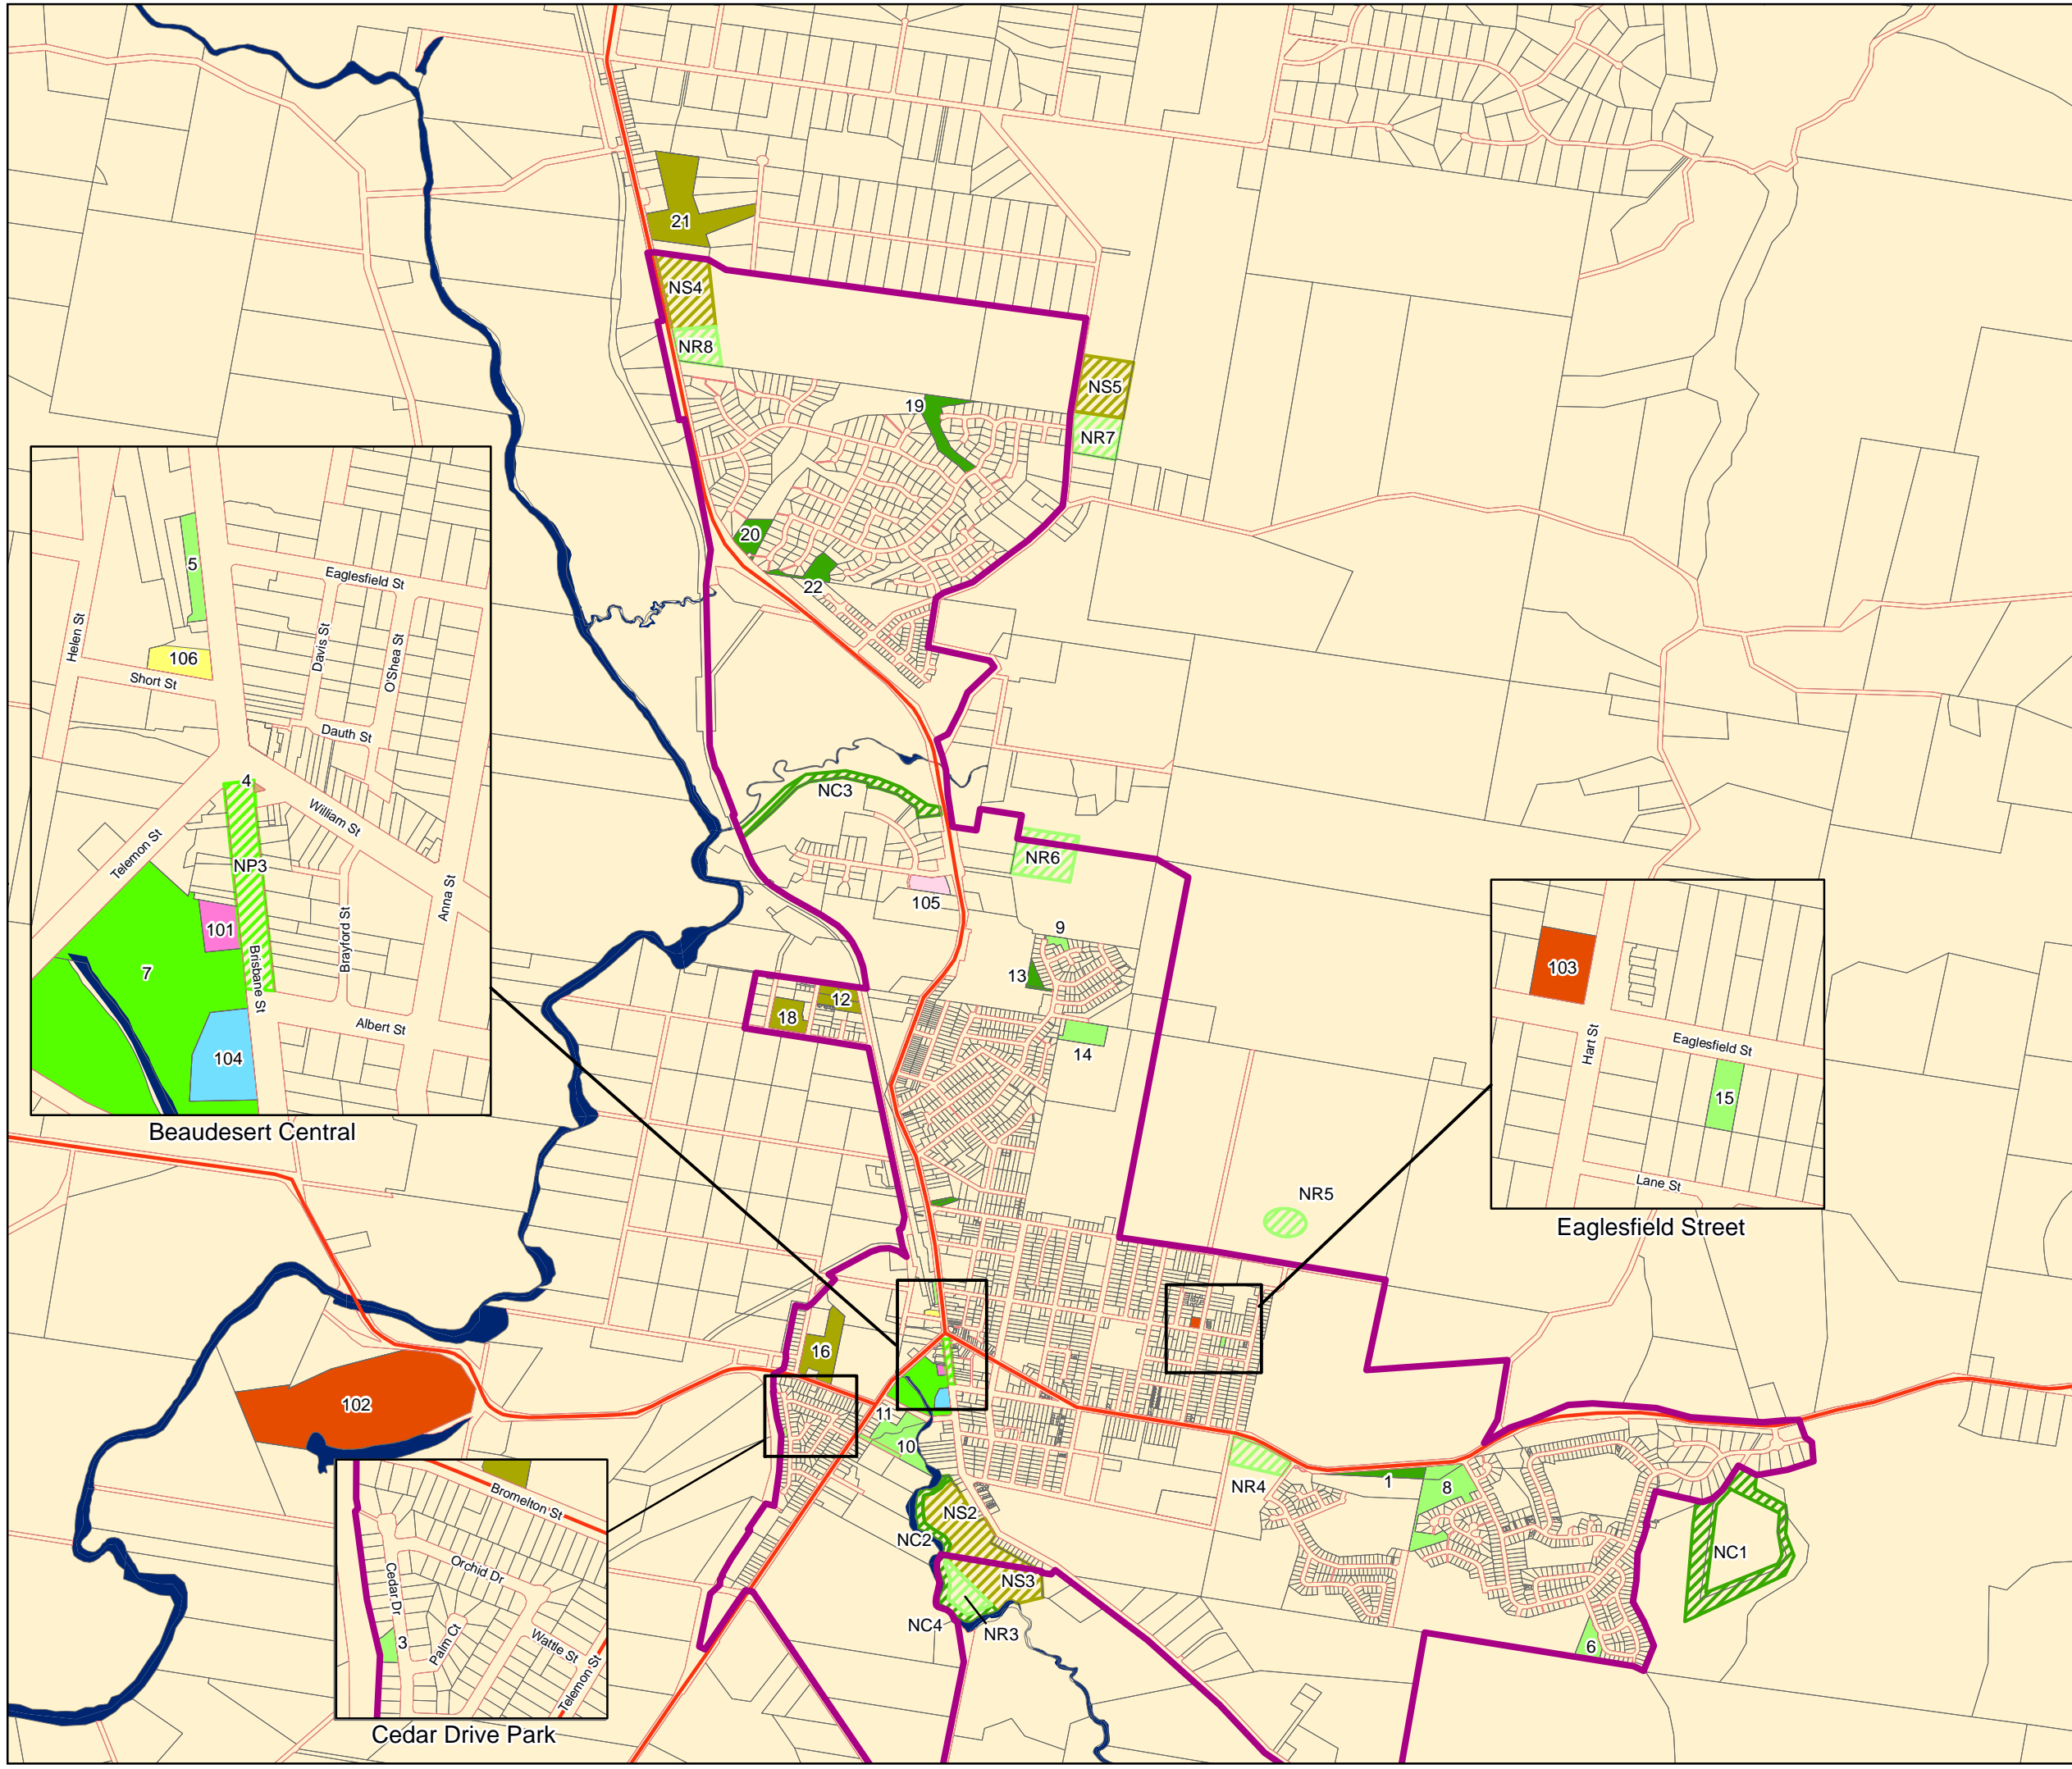 21
NS4
NR8
NS5
NR7
19
20
22
NC3
NR6
105
9
13
14
12
18
NR5
16
11
10
102
NR4
1
8
NS2
NC2
NS3
NC4
NR3
NC1
6
5
Eaglesfield St
Helen St
Davis St
O'Shea St
106
Short St
Dauth St
4
William St
Telemon St
NP3
Anna St
101
Brayford St
7
Brisbane St
Albert St
104
Beaudesert Central
103
Hart St
Eaglesfield St
15
Lane St
Eaglesfield Street
Bromelton St
Orchid Dr
Cedar Dr
3
Palm Ct
Wattle St
Telemon St
Cedar Drive Park